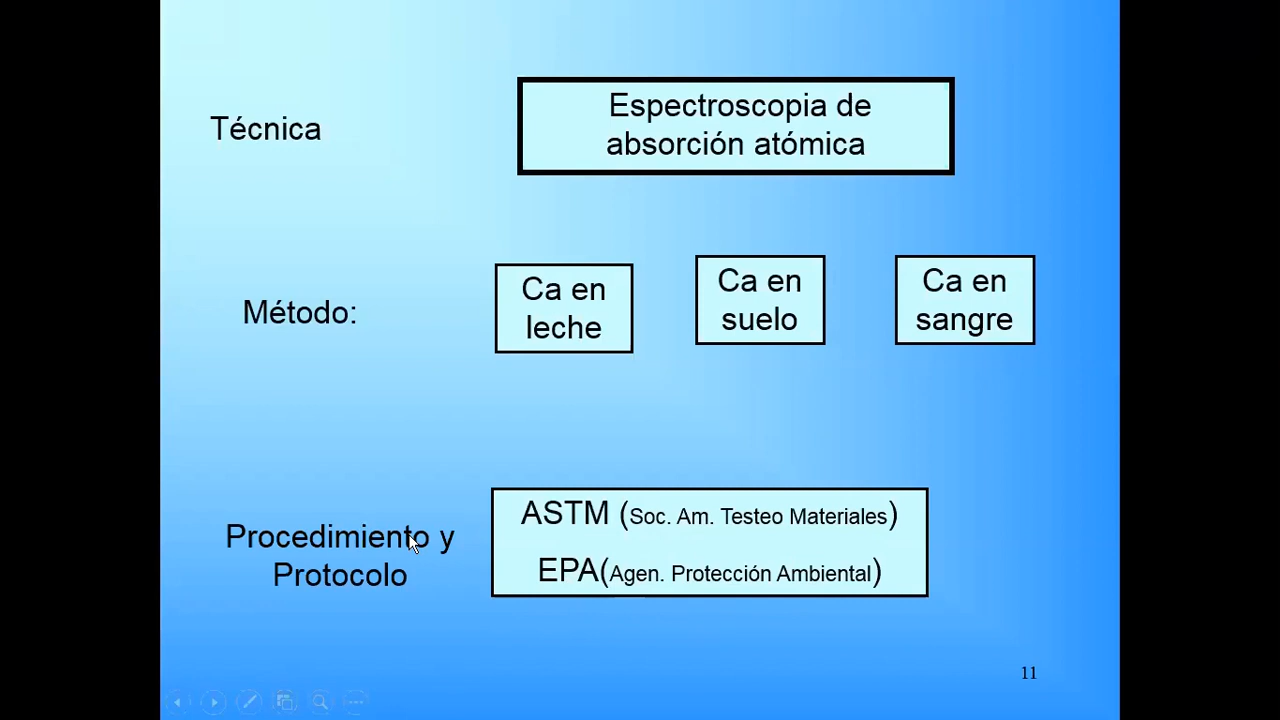 Técnica
Espectroscopia de
absorción atómica
Método:
Ca en
leche
Ca en
suelo
Ca en
sangre
Procedimiento y
Protocolo
ASTM (Soc. Am. Testeo Materiales)
EPA(Agen. Protección Ambiental)
11